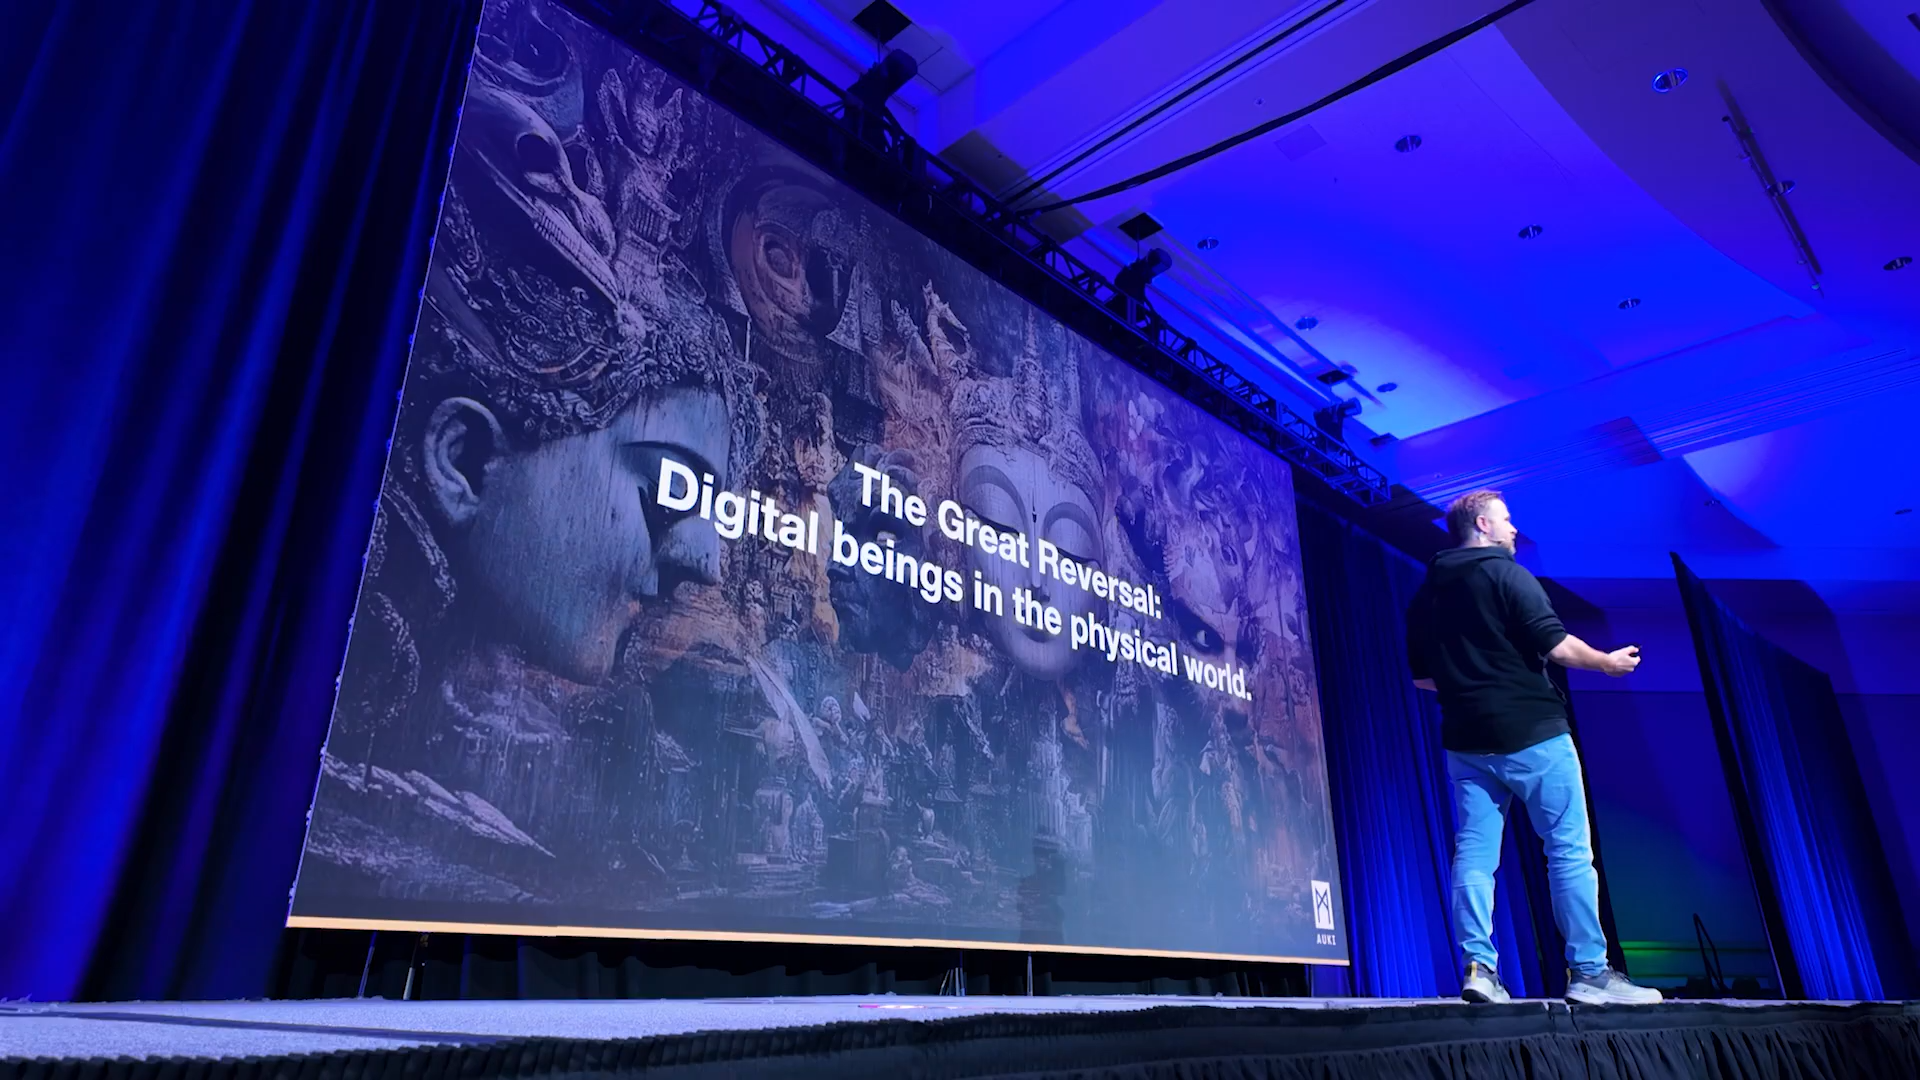 The Great Reversal:
Digital beings in the physical world.
AUKI